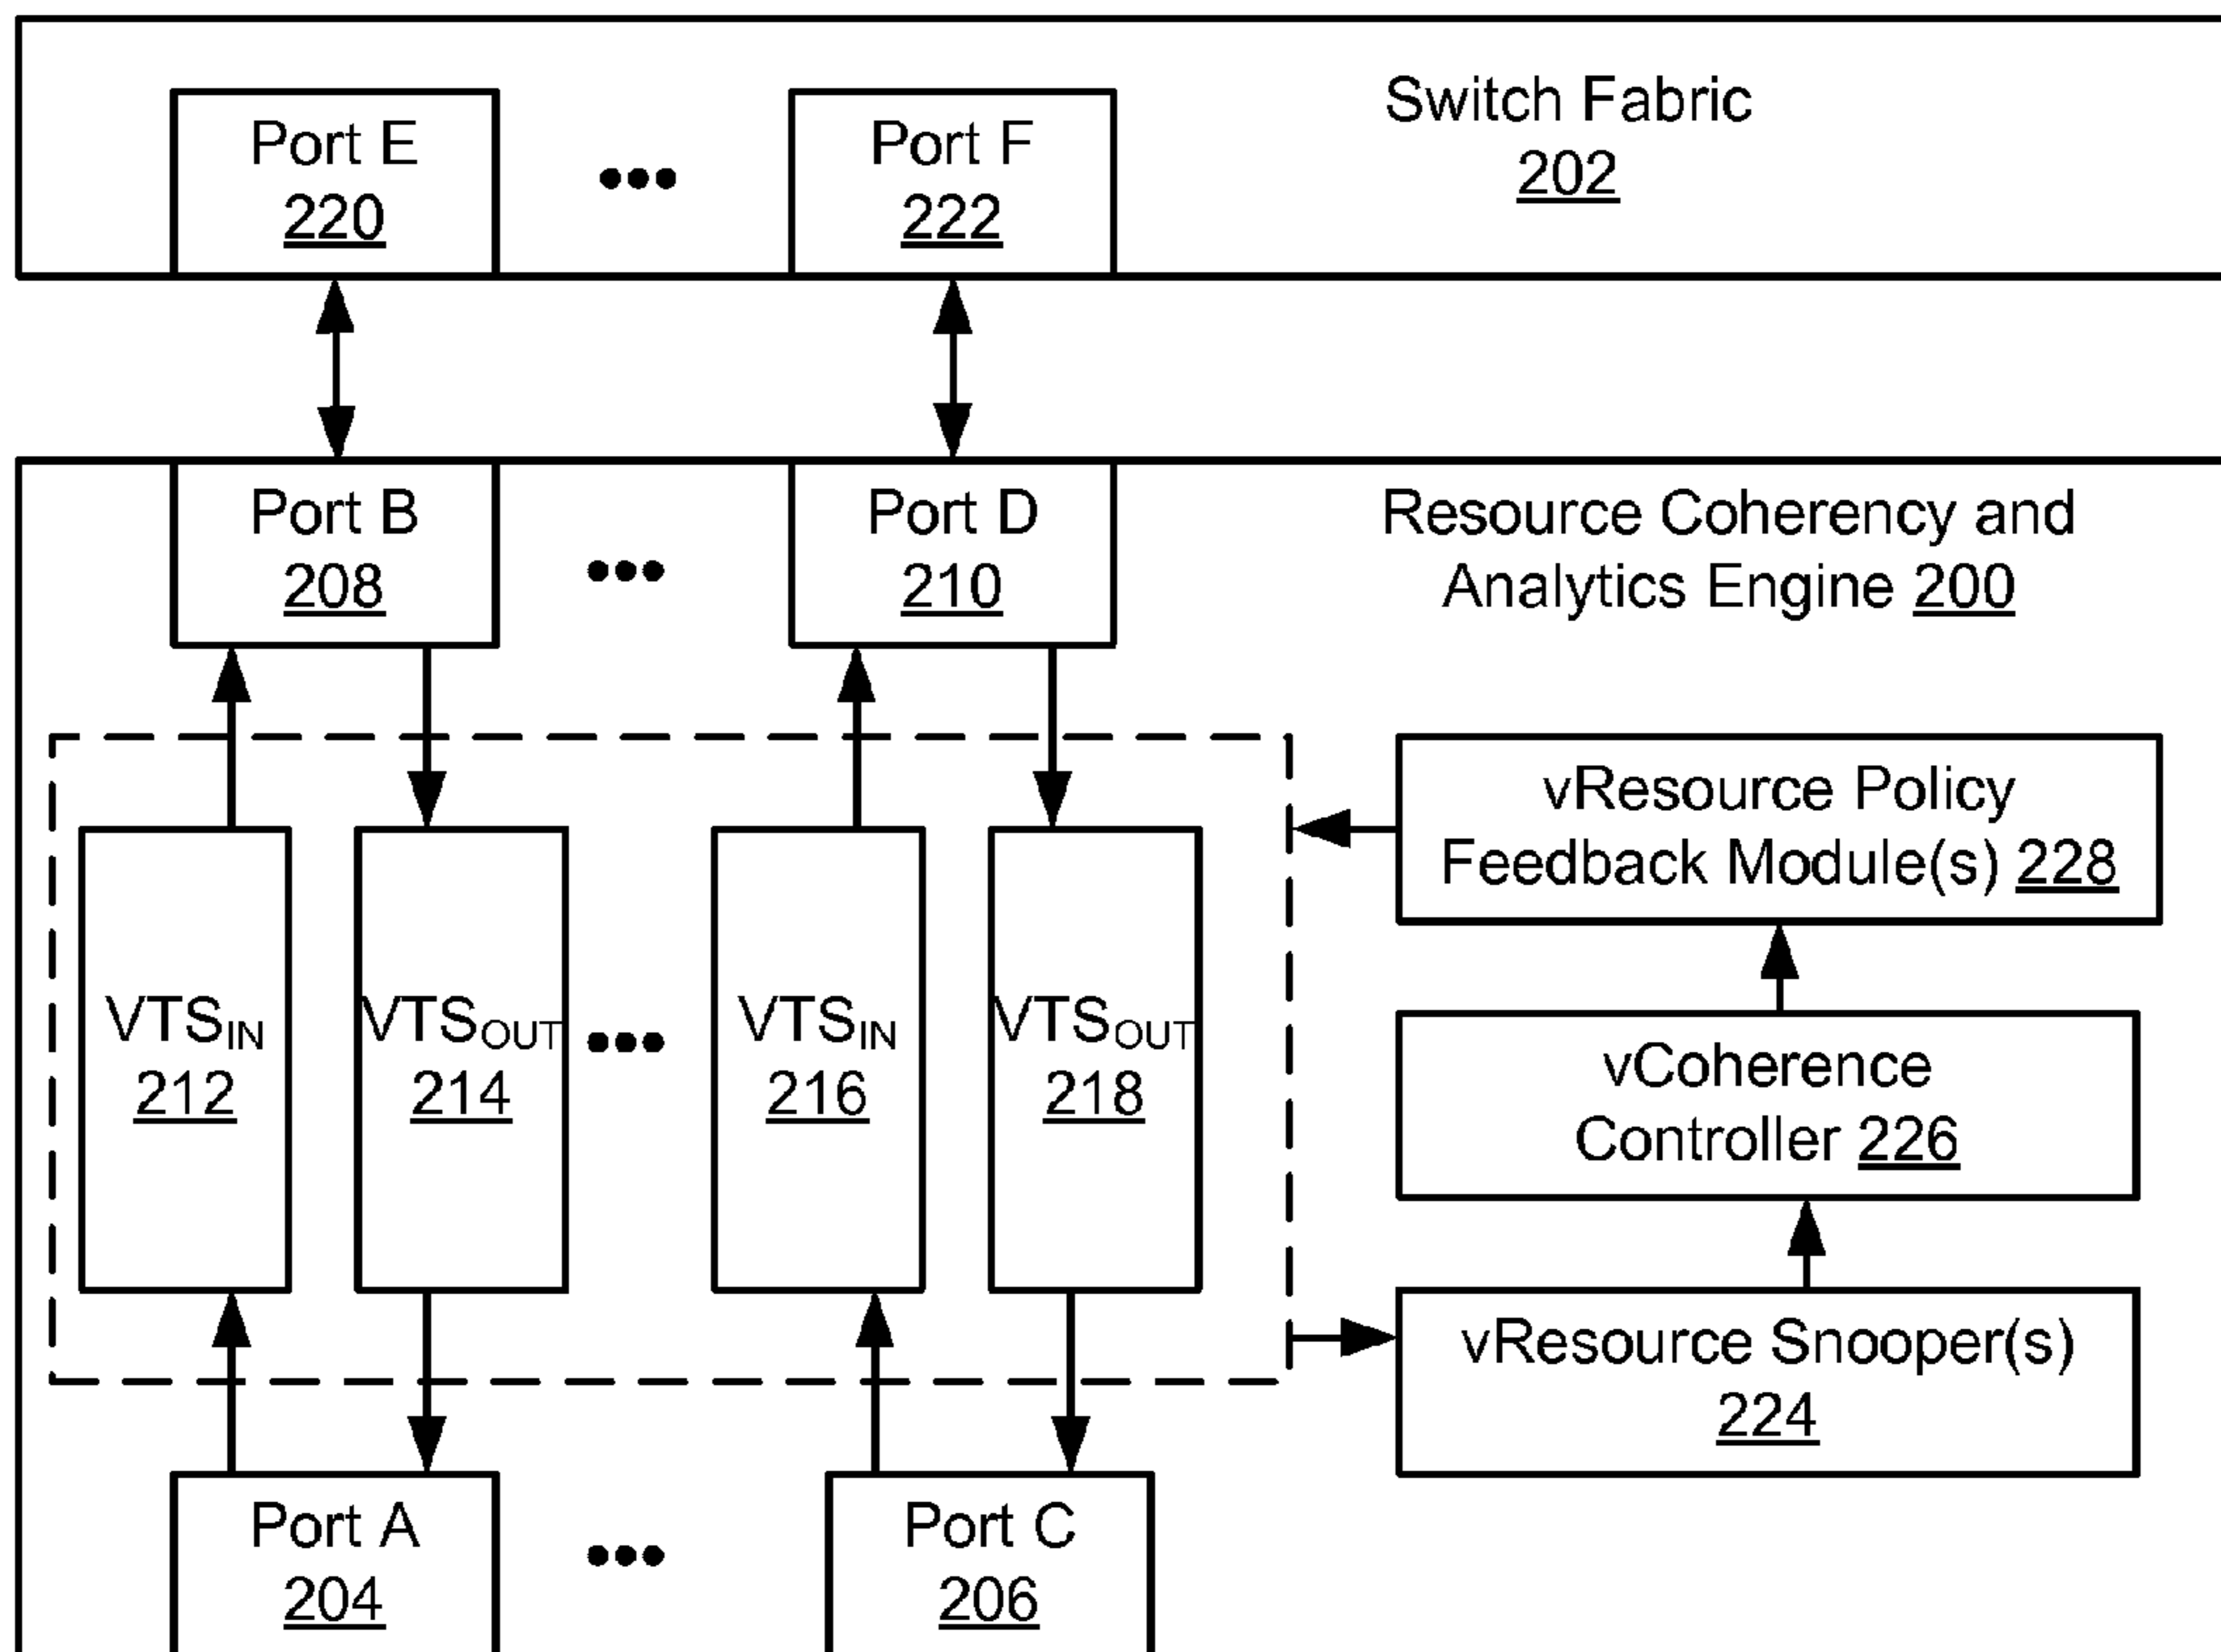 Switch Fabric
202
Port E
220
Port F
222
Port B
208
Port D
210
Resource Coherency and
Analytics Engine 200
vResource Policy
Feedback Module(s) 228
VTSIN
212
VTSOUT
214
VTSIN
216
VTSOUT
218
vCoherence
Controller 226
vResource Snooper(s)
224
Port A
204
Port C
206